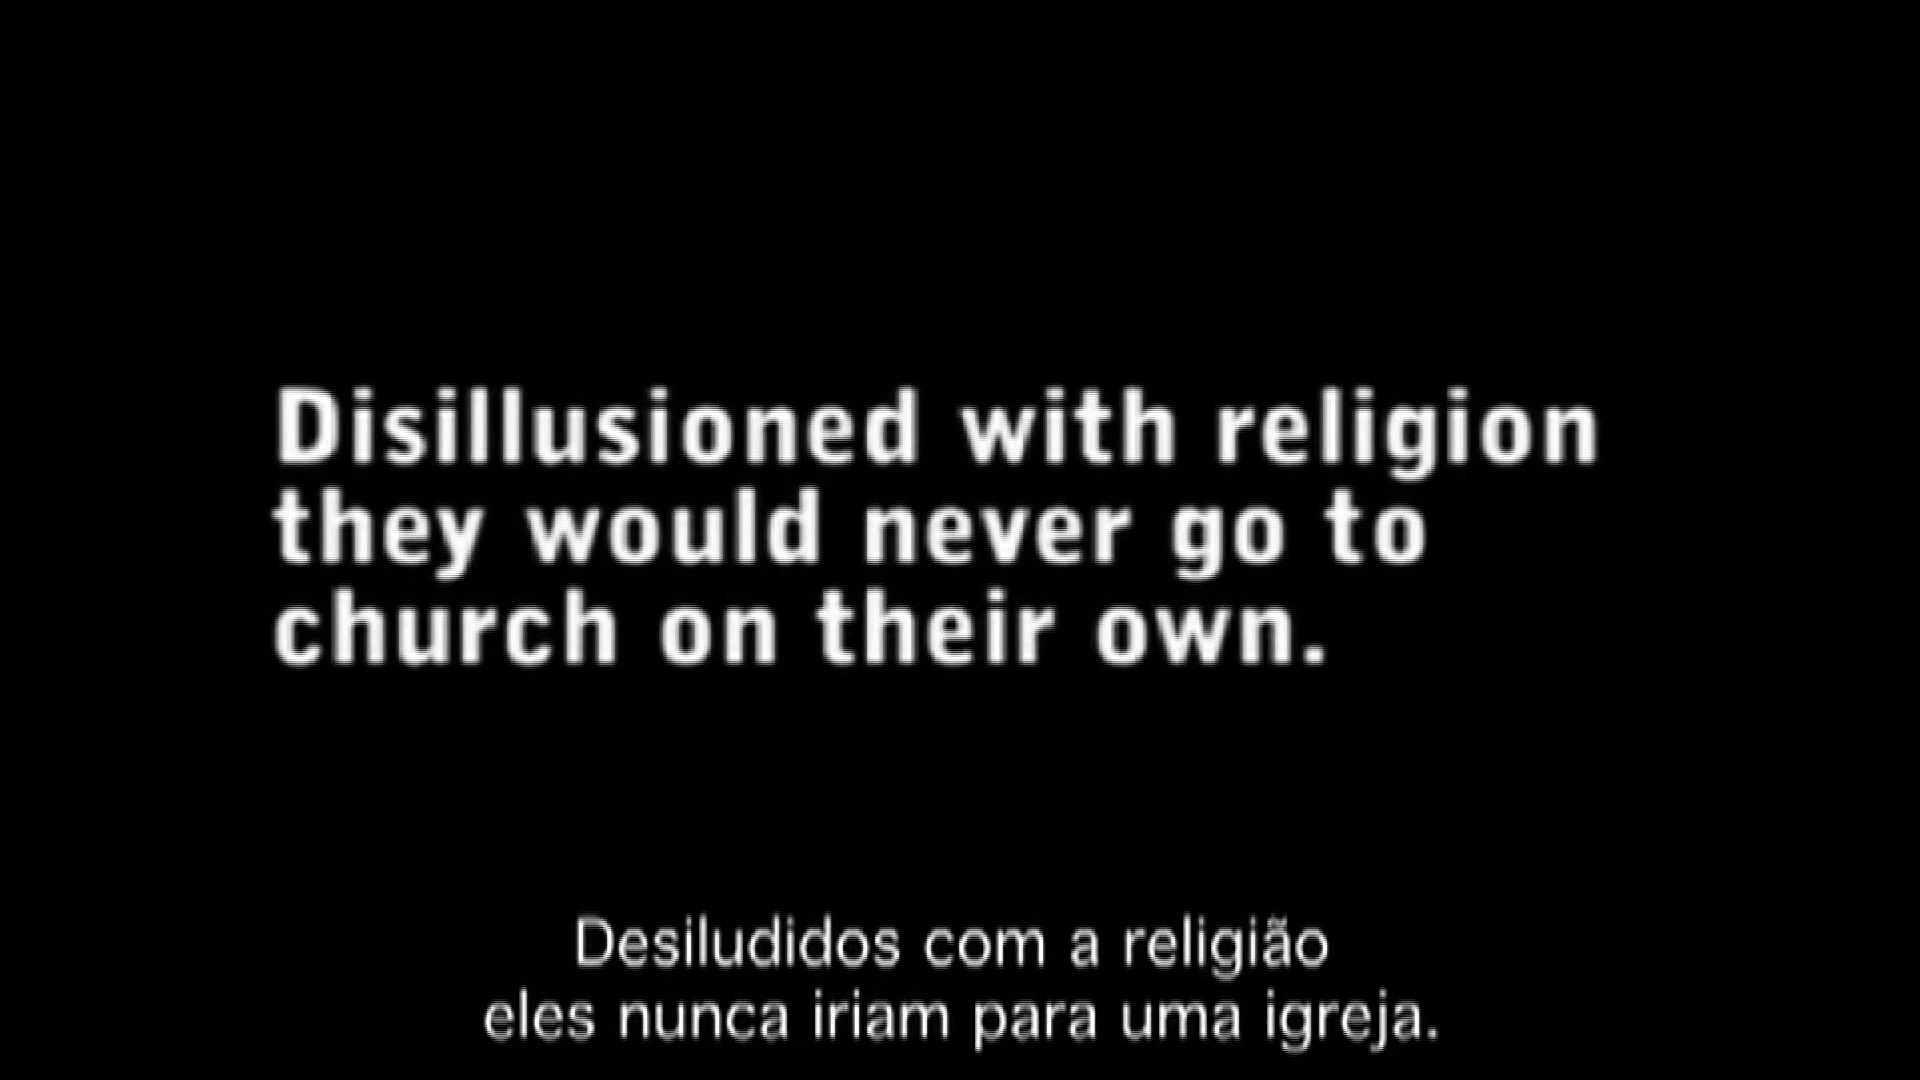 Disillusioned with religion
they would never go to
church on their own.
Desiludidos com a religião
eles nunca iriam para uma igreja.